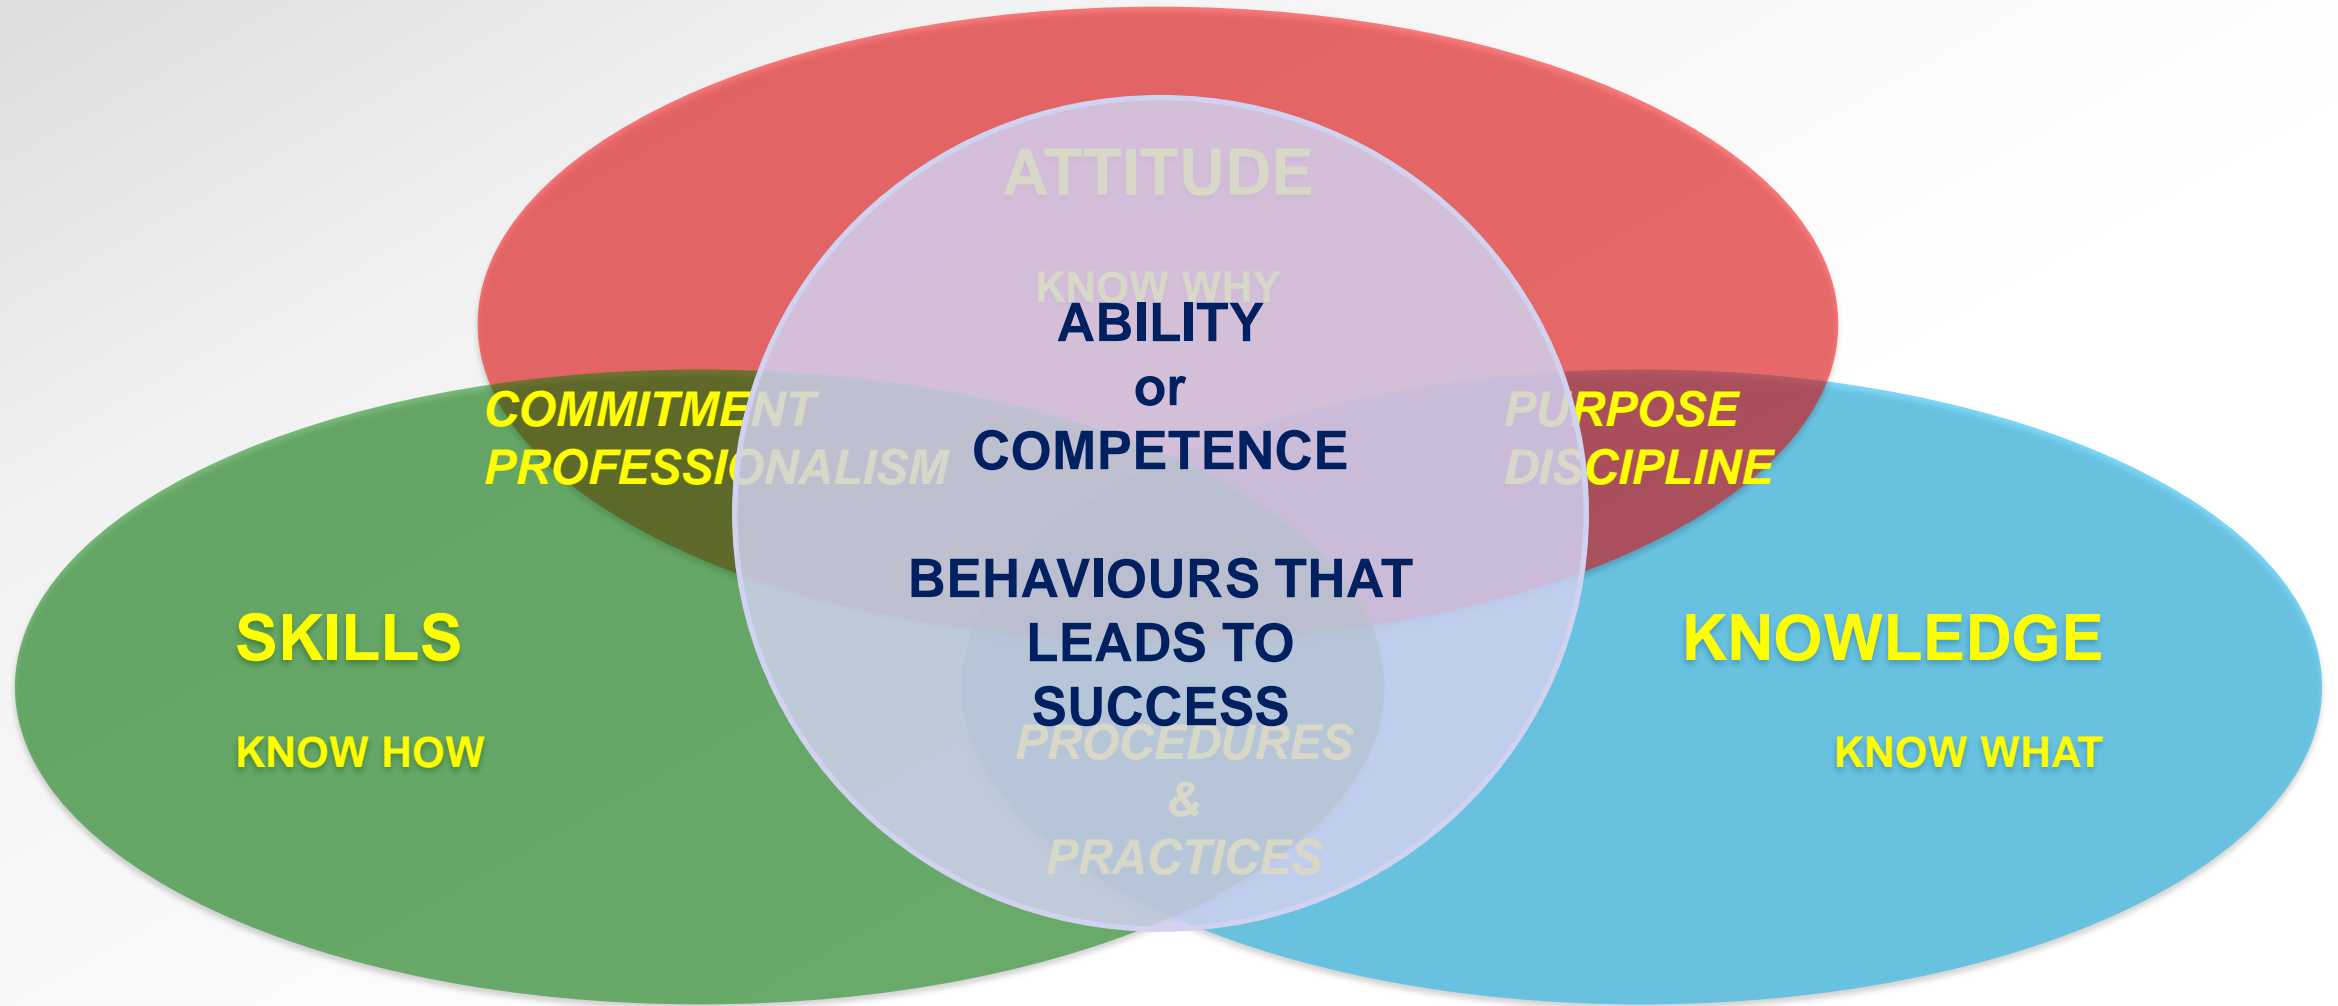 ATTITUDE
KNOW WHY
ABILITY
or
COMPETENCE
COMMITMENT
PROFESSIONALISM
PURPOSE
DISCIPLINE
BEHAVIOURS THAT
LEADS TO
SUCCESS
SKILLS
KNOW HOW
KNOWLEDGE
KNOW WHAT
PROCEDURES
&
PRACTICES